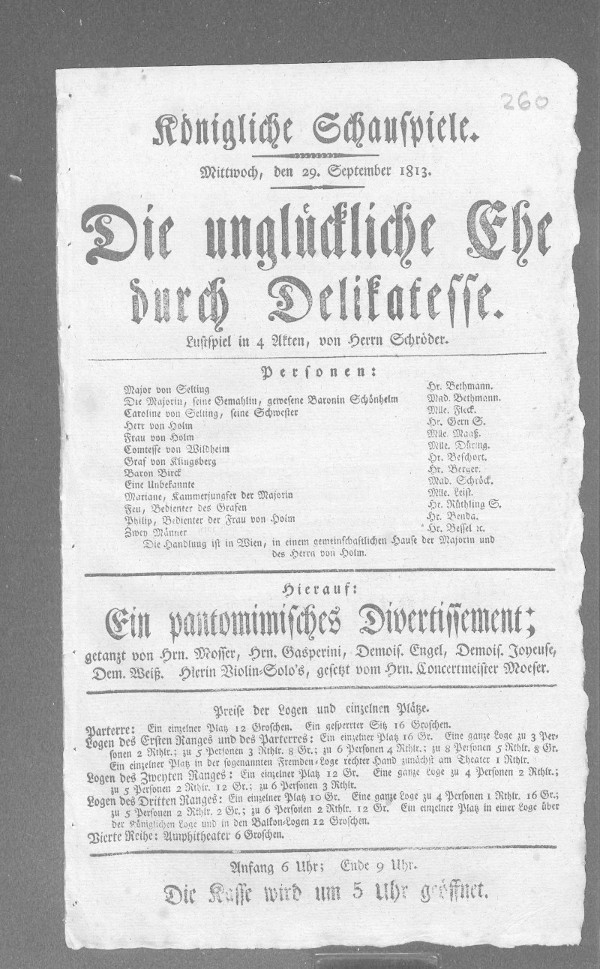 260
Königliche Schauspiele.
Mittwoch, den 29. September 1813.
Die unglückliche Ehe
durch Delikatesse.
Lustspiel in 4 Akten, von Herrn Schröder.
Personen:
Major von Selting Hr. Bethmann.
Die Majorin, seine Gemahlin, gewesene Baronin Schönhelm Mad. Bethmann.
Caroline von Selting, seine Schwester Mlle. Fleck.
Herr von Holm Hr. Gern S.
Frau von Holm Mlle. Maaß.
Comtesse von Wildheim Mlle. Döring.
Graf von Klingsberg Hr. Beschort.
Baron Birck Hr. Berger.
Eine Unbekannte Mad. Schröck.
Mariane, Kammerjungfer der Majorin Mlle. Leist.
Feu, Bedienter des Grafen Hr. Rüthling S.
Philip, Bedienter der Frau von Holm Hr. Benda.
Zwey Männer Hr. Bessel ꝛc.
Die Handlung ist in Wien, in einem gemeinschaftlichen Hause der Majorin und
des Herrn von Holm.
Hierauf:
Ein pantomimisches Divertissement;
getanzt von Hrn. Mosser, Hrn. Gasperini, Demois. Engel, Demois. Joyeuse,
Dem. Weiß. Hierin Violin-Solo's, gesetzt vom Hrn. Concertmeister Moeser.
Preise der Logen und einzelnen Plätze.
Parterre: Ein einzelner Platz 12 Groschen. Ein gesperrter Sitz 16 Groschen.
Logen des Ersten Ranges und des Parterres: Ein einzelner Platz 16 Gr. Eine ganze Loge zu 3 Per-
sonen 2 Rthlr.; zu 5 Personen 3 Rthlr. 8 Gr.; zu 6 Personen 4 Rthlr.; zu 8 Personen 5 Rthlr. 8 Gr.
Ein einzelner Platz in der sogenannten Fremden-Loge rechter Hand zunächst am Theater 1 Rthlr.
Logen des Zweyten Ranges: Ein einzelner Platz 12 Gr. Eine ganze Loge zu 4 Personen 2 Rthlr.;
zu 5 Personen 2 Rthlr. 12 Gr.; zu 6 Personen 3 Rthlr.
Logen des Dritten Ranges: Ein einzelner Platz 10 Gr. Eine ganze Loge zu 4 Personen 1 Rthlr. 16 Gr.;
zu 5 Personen 2 Rthlr. 2 Gr.; zu 6 Personen 2 Rthlr. 12 Gr. Ein einzelner Platz in einer Loge über
der Königlichen Loge und in den Balkon-Logen 12 Groschen.
Vierte Reihe: Amphitheater 6 Groschen.
Anfang 6 Uhr; Ende 9 Uhr.
Die Kasse wird um 5 Uhr geöffnet.